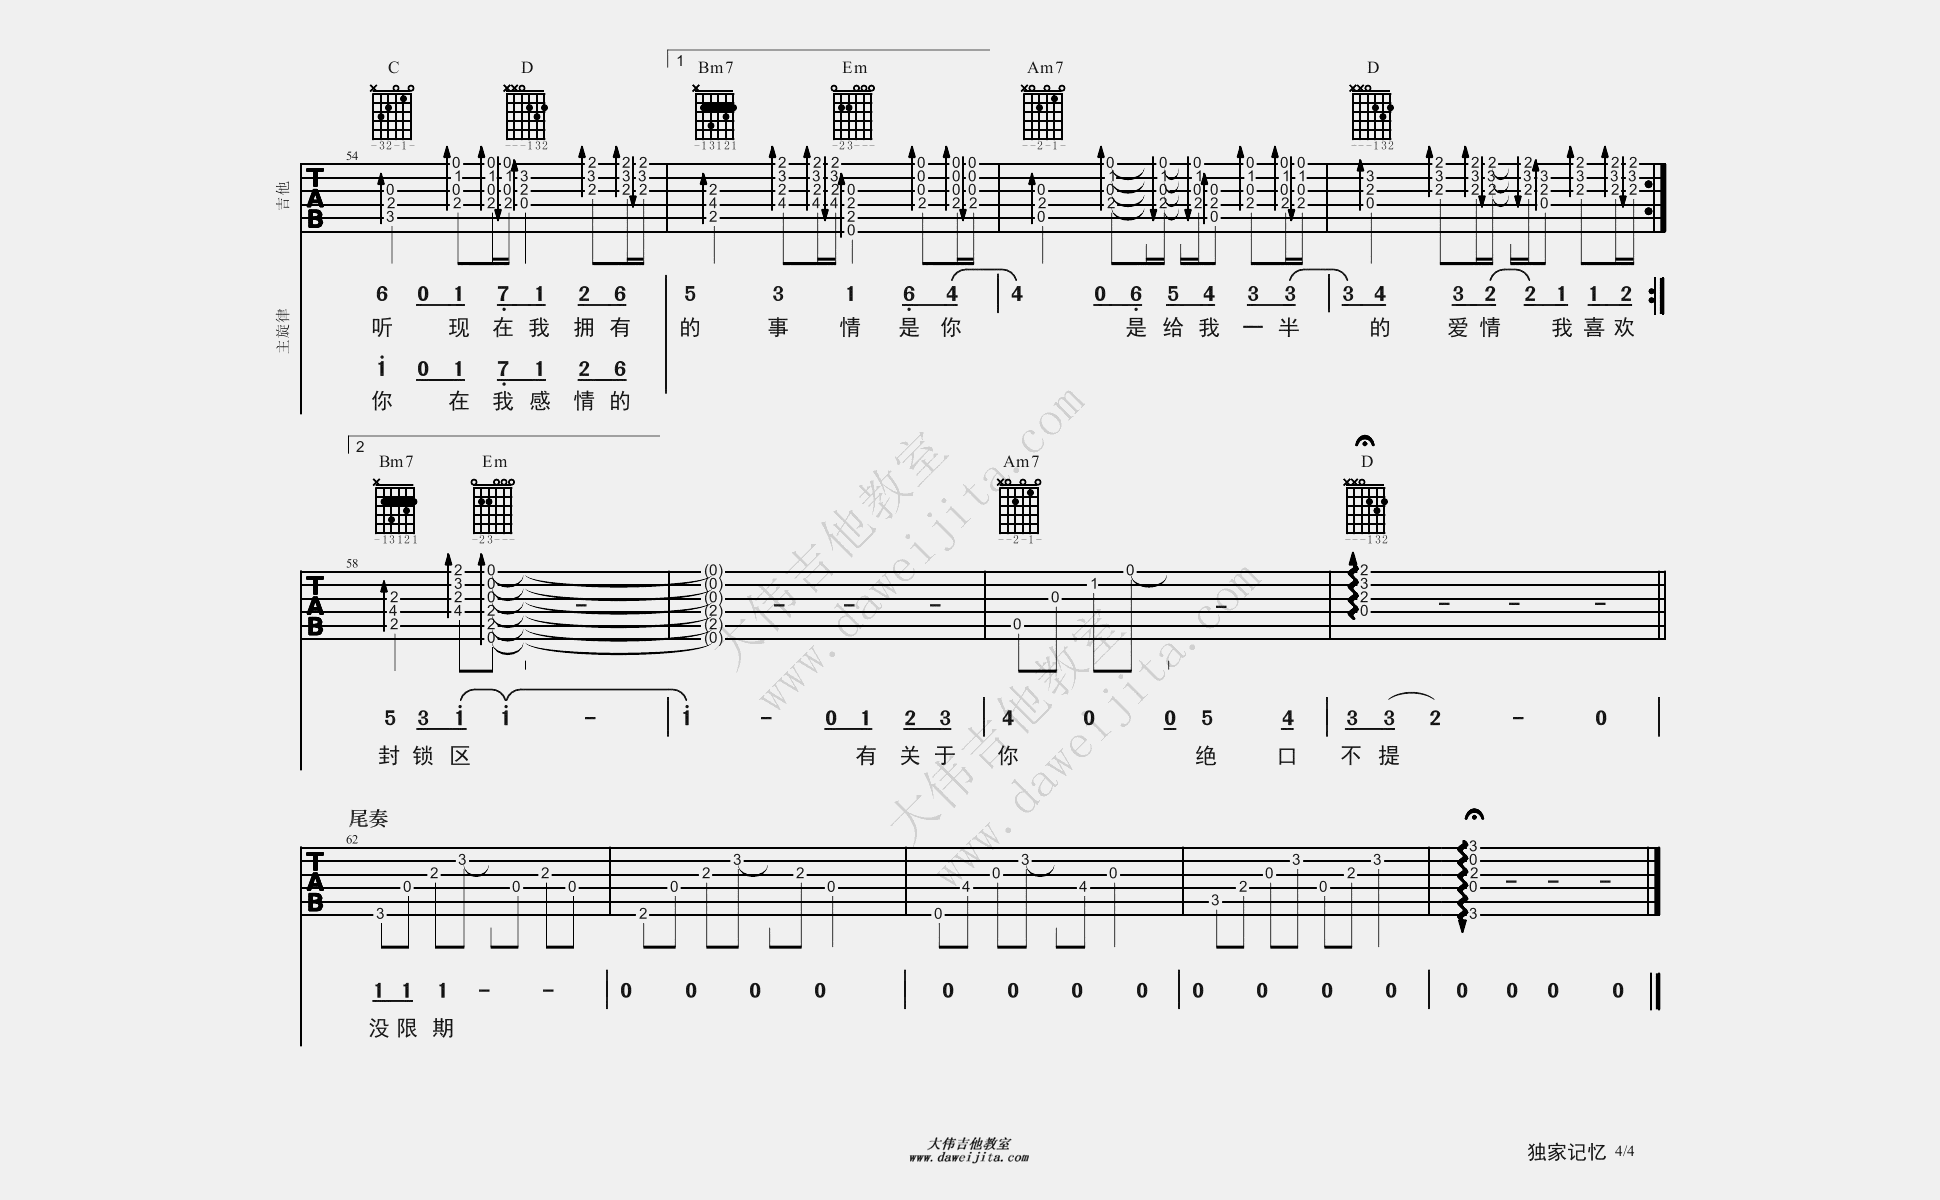 1
C D Bm7 Em Am7 D
-32-1- ---132 -13121 -23--- --2-1- ---132
54
吉他
TAB
主旋律
6 0 1 7 1 2 6 5 3 1 6 4 4 0 6 5 4 3 3 3 4 3 2 2 1 1 2
听 现 在 我 拥 有 的 事 情 是 你 是 给 我 一 半 的 爱 情 我 喜 欢
1 0 1 7 1 2 6
你 在 我 感 情 的
2
Bm7 Em Am7 D
-13121 -23--- --2-1- ---132
58
TAB
5 3 1 1 - 1 - 0 1 2 3 4 0 0 5 4 3 3 2 - 0
封 锁 区 有 关 于 你 绝 口 不 提
尾奏
62
TAB
1 1 1 - - 0 0 0 0 0 0 0 0 0 0 0 0 0 0 0 0
没 限 期
大伟吉他教室
www.daweijita.com
大伟吉他教室
www.daweijita.com
大伟吉他教室
www.daweijita.com
独家记忆 4/4